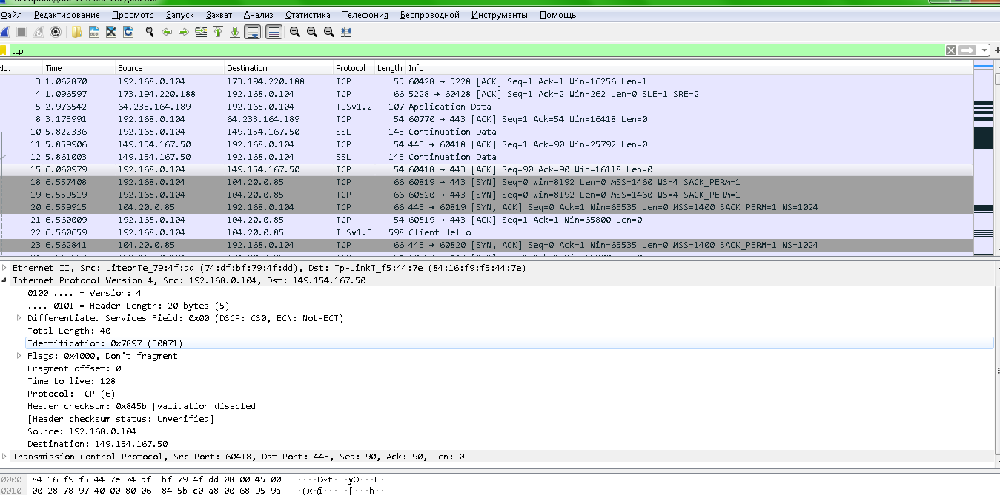 Беспроводное сетевое соединение
Файл Редактирование Просмотр Запуск Захват Анализ Статистика Телефония Беспроводной Инструменты Помощь
tcp
No. Time Source Destination Protocol Length Info
3 1.062870 192.168.0.104 173.194.220.188 TCP 55 60428 → 5228 [ACK] Seq=1 Ack=1 Win=16256 Len=1
4 1.096597 173.194.220.188 192.168.0.104 TCP 66 5228 → 60428 [ACK] Seq=1 Ack=2 Win=262 Len=0 SLE=1 SRE=2
5 2.976542 64.233.164.189 192.168.0.104 TLSv1.2 107 Application Data
8 3.175991 192.168.0.104 64.233.164.189 TCP 54 60770 → 443 [ACK] Seq=1 Ack=54 Win=16418 Len=0
10 5.822336 192.168.0.104 149.154.167.50 SSL 143 Continuation Data
11 5.859906 149.154.167.50 192.168.0.104 TCP 54 443 → 60418 [ACK] Seq=1 Ack=90 Win=25792 Len=0
12 5.861003 149.154.167.50 192.168.0.104 SSL 143 Continuation Data
15 6.060979 192.168.0.104 149.154.167.50 TCP 54 60418 → 443 [ACK] Seq=90 Ack=90 Win=16118 Len=0
18 6.557408 192.168.0.104 104.20.0.85 TCP 66 60819 → 443 [SYN] Seq=0 Win=8192 Len=0 MSS=1460 WS=4 SACK_PERM=1
19 6.559519 192.168.0.104 104.20.0.85 TCP 66 60820 → 443 [SYN] Seq=0 Win=8192 Len=0 MSS=1460 WS=4 SACK_PERM=1
20 6.559915 104.20.0.85 192.168.0.104 TCP 66 443 → 60819 [SYN, ACK] Seq=0 Ack=1 Win=65535 Len=0 MSS=1400 SACK_PERM=1 WS=1024
21 6.560009 192.168.0.104 104.20.0.85 TCP 54 60819 → 443 [ACK] Seq=1 Ack=1 Win=65800 Len=0
22 6.560659 192.168.0.104 104.20.0.85 TLSv1.3 598 Client Hello
23 6.562841 104.20.0.85 192.168.0.104 TCP 66 443 → 60820 [SYN, ACK] Seq=0 Ack=1 Win=65535 Len=0 MSS=1400 SACK_PERM=1 WS=1024
Ethernet II, Src: LiteonTe_79:4f:dd (74:df:bf:79:4f:dd), Dst: Tp-LinkT_f5:44:7e (84:16:f9:f5:44:7e)
Internet Protocol Version 4, Src: 192.168.0.104, Dst: 149.154.167.50
0100 .... = Version: 4
.... 0101 = Header Length: 20 bytes (5)
Differentiated Services Field: 0x00 (DSCP: CS0, ECN: Not-ECT)
Total Length: 40
Identification: 0x7897 (30871)
Flags: 0x4000, Don't fragment
Fragment offset: 0
Time to live: 128
Protocol: TCP (6)
Header checksum: 0x845b [validation disabled]
[Header checksum status: Unverified]
Source: 192.168.0.104
Destination: 149.154.167.50
Transmission Control Protocol, Src Port: 60418, Dst Port: 443, Seq: 90, Ack: 90, Len: 0
0000 84 16 f9 f5 44 7e 74 df bf 79 4f dd 08 00 45 00 ····D~t· ·yO···E·
0010 00 28 78 97 40 00 80 06 84 5b c0 a8 00 68 95 9a ·(x·@··· ·[···h··